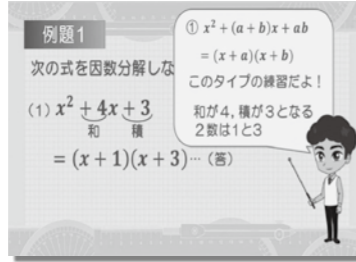 例題1
次の式を因数分解しな
(1) x² + 4x + 3
和 積
= (x + 1)(x + 3)… (答)
① x² + (a + b)x + ab
= (x + a)(x + b)
このタイプの練習だよ!
和が4, 積が3となる
2数は1と3